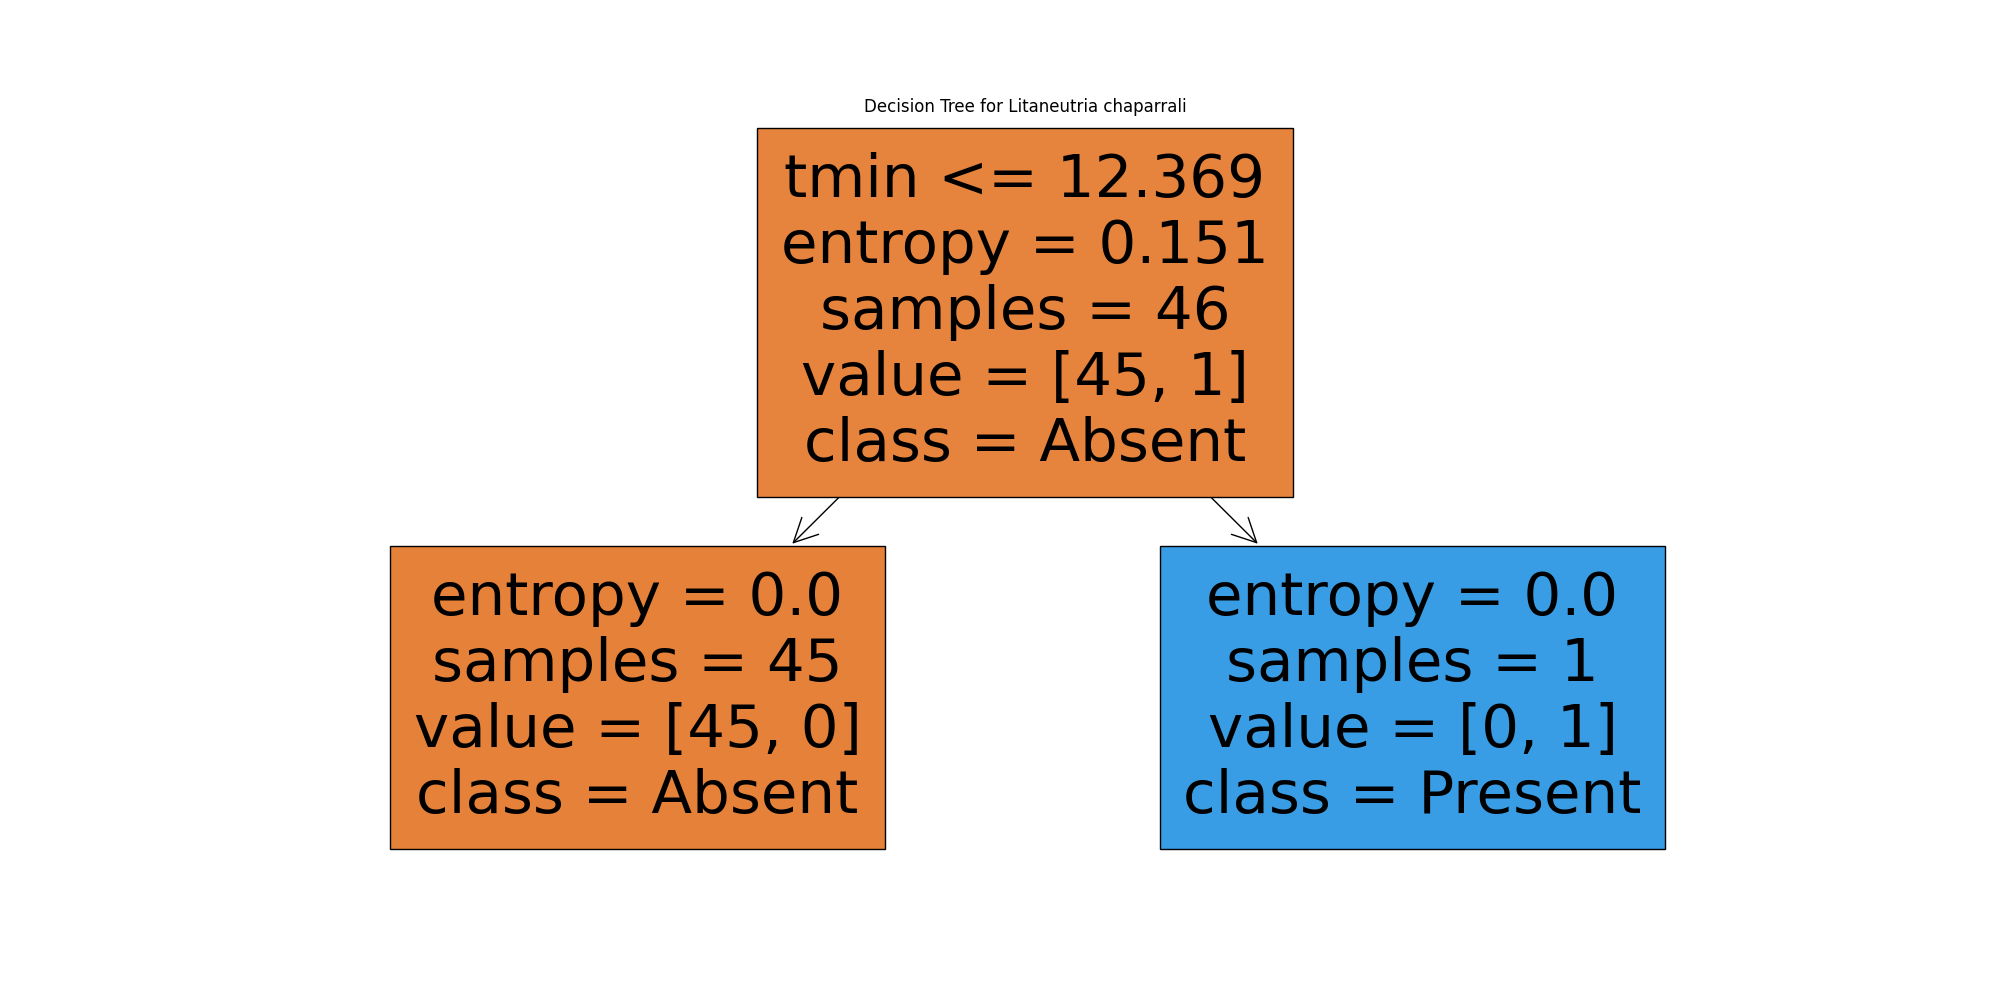 Decision Tree for Litaneutria chaparrali
tmin <= 12.369
entropy = 0.151
samples = 46
value = [45, 1]
class = Absent
entropy = 0.0
samples = 45
value = [45, 0]
class = Absent
entropy = 0.0
samples = 1
value = [0, 1]
class = Present